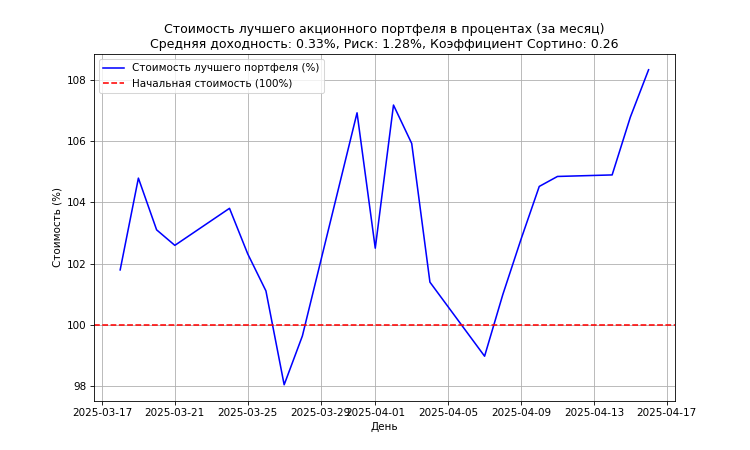 Стоимость лучшего акционного портфеля в процентах (за месяц)
Средняя доходность: 0.33%, Риск: 1.28%, Коэффициент Сортино: 0.26
Стоимость лучшего портфеля (%)
Начальная стоимость (100%)
Стоимость (%)
108
106
104
102
100
98
2025-03-17 2025-03-21 2025-03-25 2025-03-29 2025-04-01 2025-04-05 2025-04-09 2025-04-13 2025-04-17
День